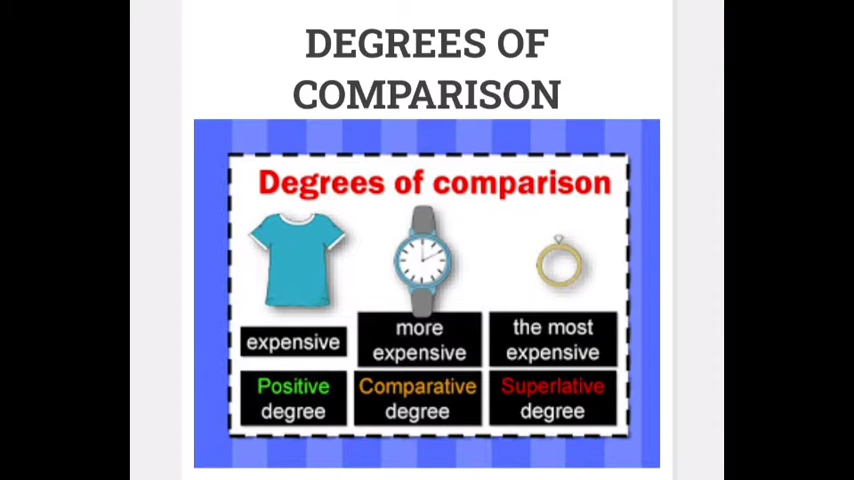 DEGREES OF
COMPARISON
Degrees of comparison
expensive
more
expensive
the most
expensive
Positive
degree
Comparative
degree
Superlative
degree